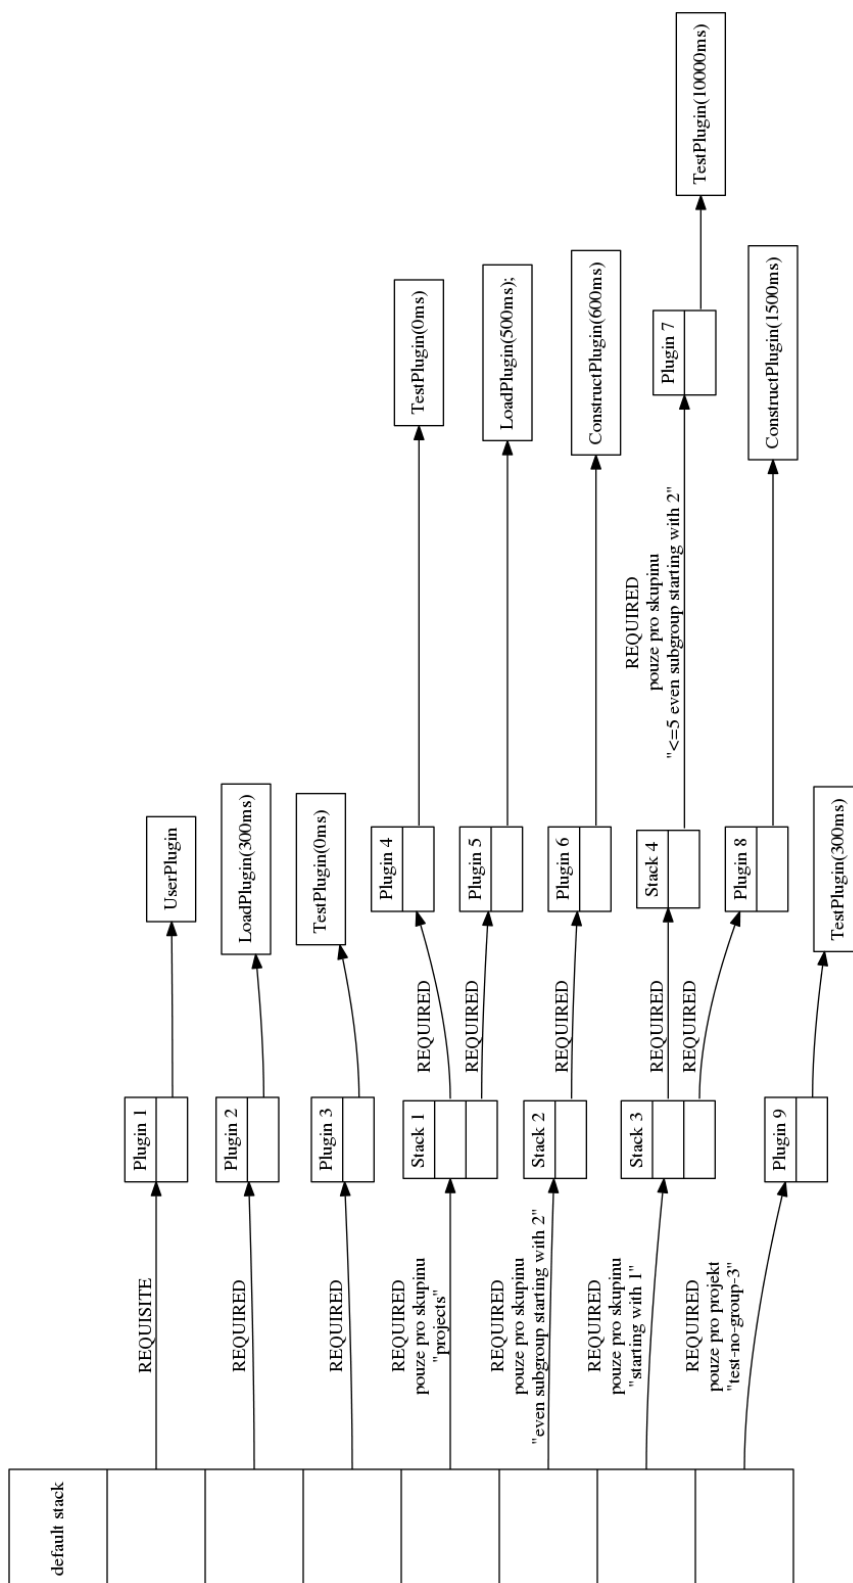 default stack
REQUISITE
Plugin 1
UserPlugin
REQUIRED
Plugin 2
LoadPlugin(300ms)
REQUIRED
Plugin 3
TestPlugin(0ms)
REQUIRED
pouze pro skupinu
"projects"
Stack 1
REQUIRED
Plugin 4
TestPlugin(0ms)
REQUIRED
Plugin 5
LoadPlugin(500ms);
REQUIRED
pouze pro skupinu
"even subgroup starting with 2"
Stack 2
REQUIRED
Plugin 6
ConstructPlugin(600ms)
REQUIRED
pouze pro skupinu
"starting with 1"
Stack 3
REQUIRED
Stack 4
REQUIRED
pouze pro skupinu
"<=5 even subgroup starting with 2"
Plugin 7
TestPlugin(10000ms)
REQUIRED
Plugin 8
ConstructPlugin(1500ms)
REQUIRED
pouze pro projekt
"test-no-group-3"
Plugin 9
TestPlugin(300ms)